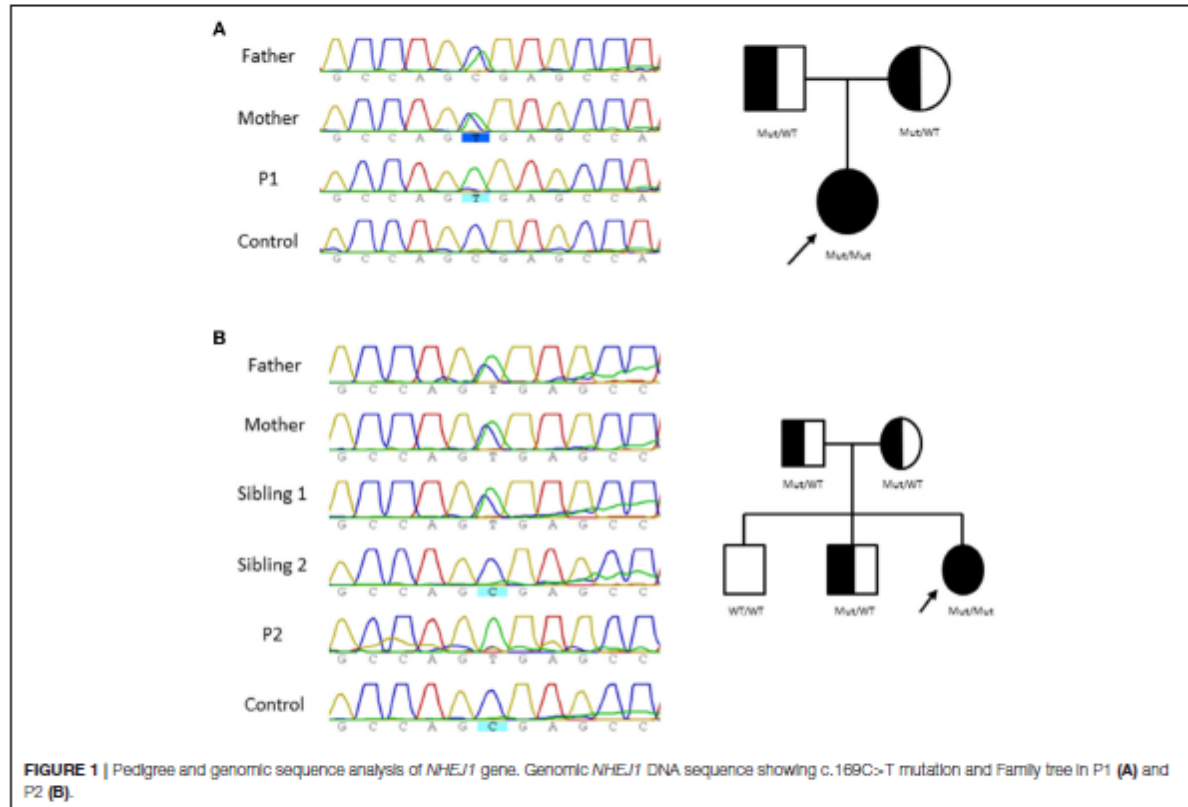 A
Father
G C C A G C G A G C C A
Mother
G C C A G T G A G C C A
Mut/WT
Mut/WT
P1
G C C A G T G A G C C A
Control
G C C A G C G A G C C A
Mut/Mut
B
Father
G C C A G T G A G C C
Mother
G C C A G T G A G C C
Mut/WT
Mut/WT
Sibling 1
G C C A G T G A G C C
Sibling 2
G C C A G C G A G C C
WT/WT
Mut/WT
Mut/Mut
P2
G C C A G T G A G C C
Control
G C C A G C G A G C C
FIGURE 1 | Pedigree and genomic sequence analysis of NHEJ1 gene. Genomic NHEJ1 DNA sequence showing c.169C>T mutation and Family tree in P1 (A) and
P2 (B).